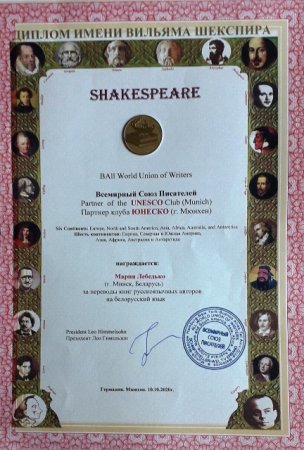 ДИПЛОМ ИМЕНИ ВИЛЬЯМА ШЕКСПИРА
SHAKESPEARE
BAll World Union of Writers
Всемирный Союз Писателей
Partner of the UNESCO Club (Munich)
Партнер клуба ЮНЕСКО (г. Мюнхен)
Six Continents: Europe, North and South America, Asia, Africa, Australia, and Antarctica
Шесть континентов: Европа, Северная и Южная Америка,
Азия, Африка, Австралия и Антарктида
награждается:
Мария Лебедько
(г. Минск, Беларусь)
за переводы книг русскоязычных авторов
на белорусский язык
President Leo Himmelsohn
Президент Лео Гимельзон
ВСЕМИРНЫЙ
СОЮЗ
ПИСАТЕЛЕЙ
Германия. Мюнхен. 10.10.2020г.